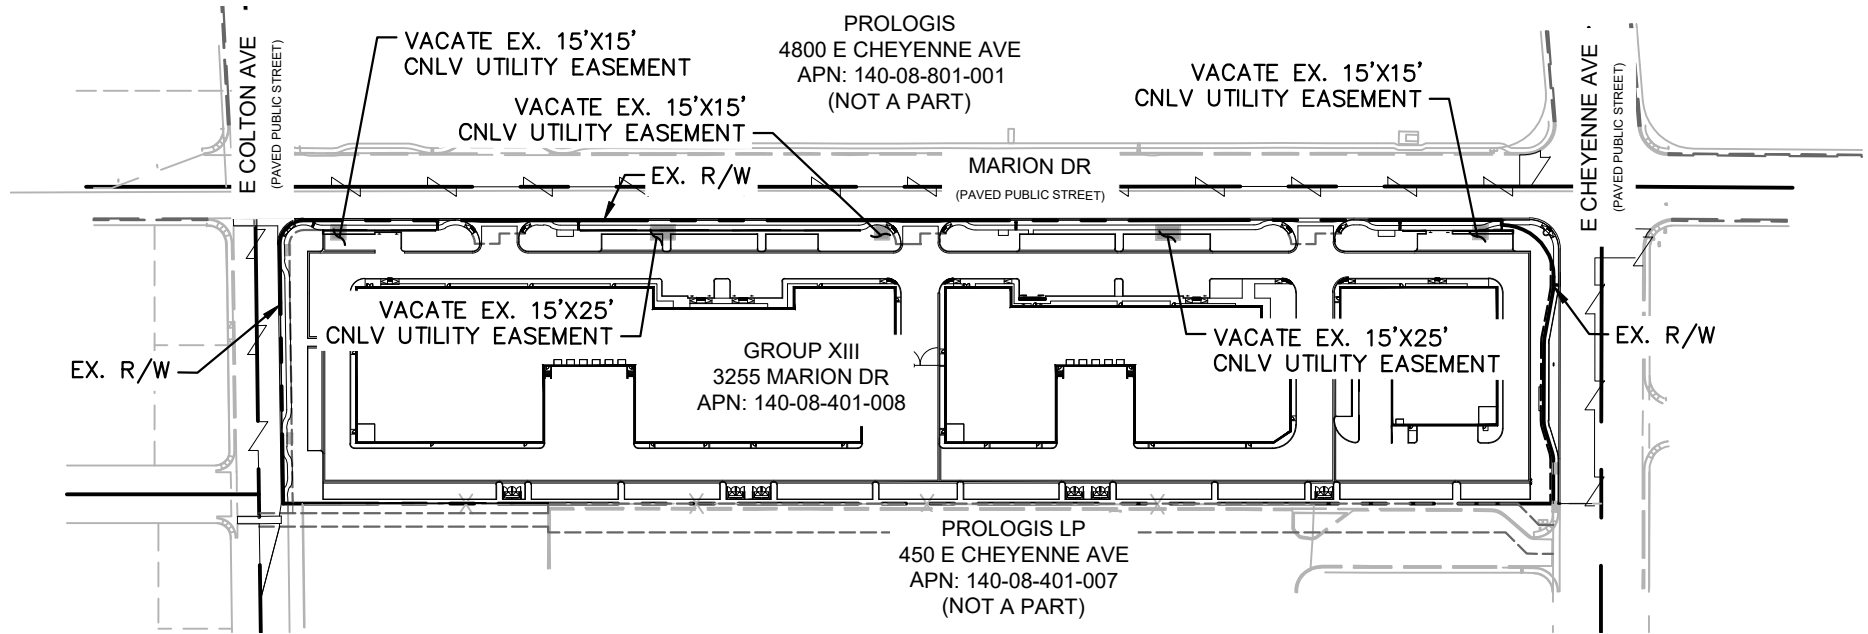 PROLOGIS
4800 E CHEYENNE AVE
APN: 140-08-801-001
(NOT A PART)
VACATE EX. 15'X15'
CNLV UTILITY EASEMENT
VACATE EX. 15'X15'
CNLV UTILITY EASEMENT
VACATE EX. 15'X15'
CNLV UTILITY EASEMENT
E COLTON AVE
(PAVED PUBLIC STREET)
E CHEYENNE AVE
(PAVED PUBLIC STREET)
EX. R/W
MARION DR
(PAVED PUBLIC STREET)
VACATE EX. 15'X25'
CNLV UTILITY EASEMENT
VACATE EX. 15'X25'
CNLV UTILITY EASEMENT
EX. R/W
EX. R/W
GROUP XIII
3255 MARION DR
APN: 140-08-401-008
PROLOGIS LP
450 E CHEYENNE AVE
APN: 140-08-401-007
(NOT A PART)